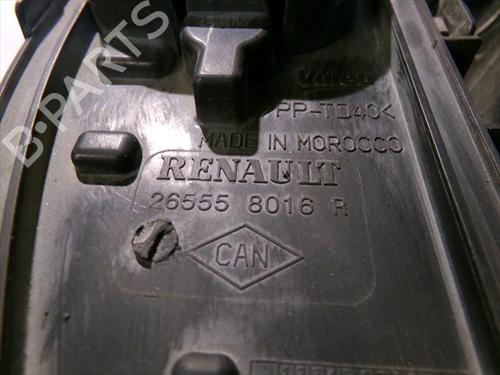 Valeo
PP-TD40<
MADE IN MOROCCO
RENAULT
26555 8016 R
CAN
B-PARTS